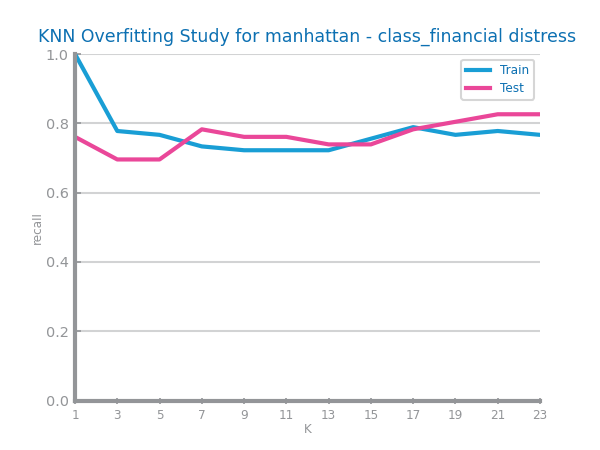 KNN Overfitting Study for manhattan - class_financial distress
1.0
0.8
0.6
0.4
0.2
0.0
recall
Train
Test
1 3 5 7 9 11 13 15 17 19 21 23
K